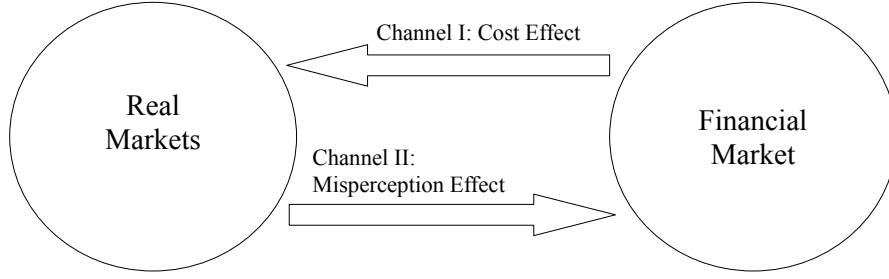 Channel I: Cost Effect
Real
Markets
Financial
Market
Channel II:
Misperception Effect